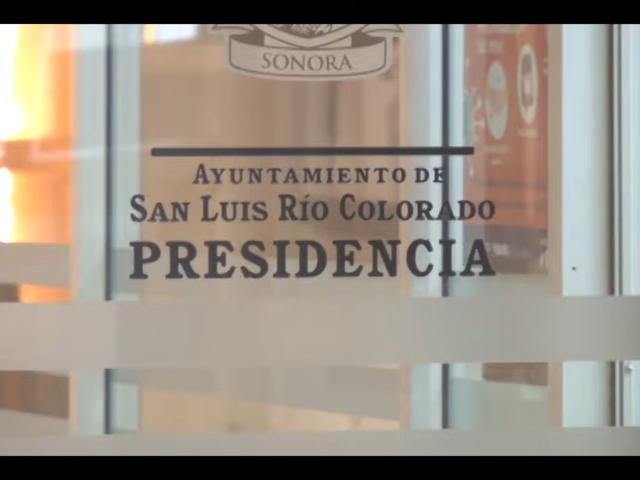 SONORA
AYUNTAMIENTO DE
SAN LUIS RÍO COLORADO
PRESIDENCIA